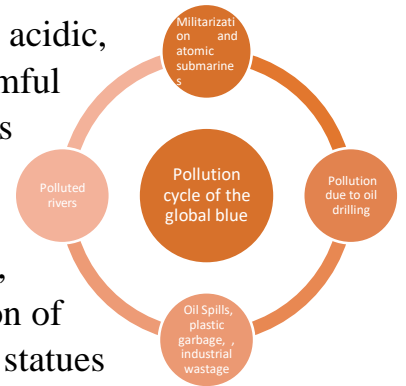 acidic,
mful
s
,
on of
statues
Militarizati
on and
atomic
submarine
s
Pollution
due to oil
drilling
Oil Spills,
plastic
garbage, ,
industrial
wastage
Polluted
rivers
Pollution
cycle of the
global blue